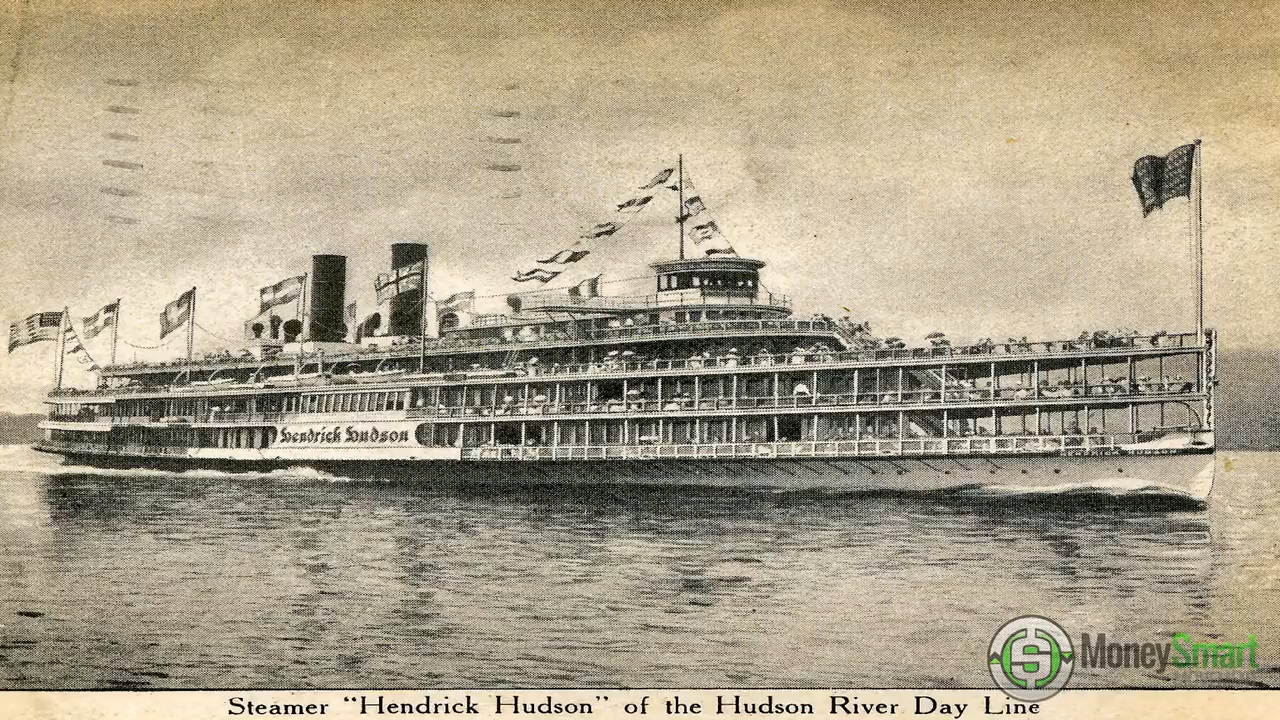 Hendrick Hudson
MoneySmart
Steamer "Hendrick Hudson" of the Hudson River Day Line